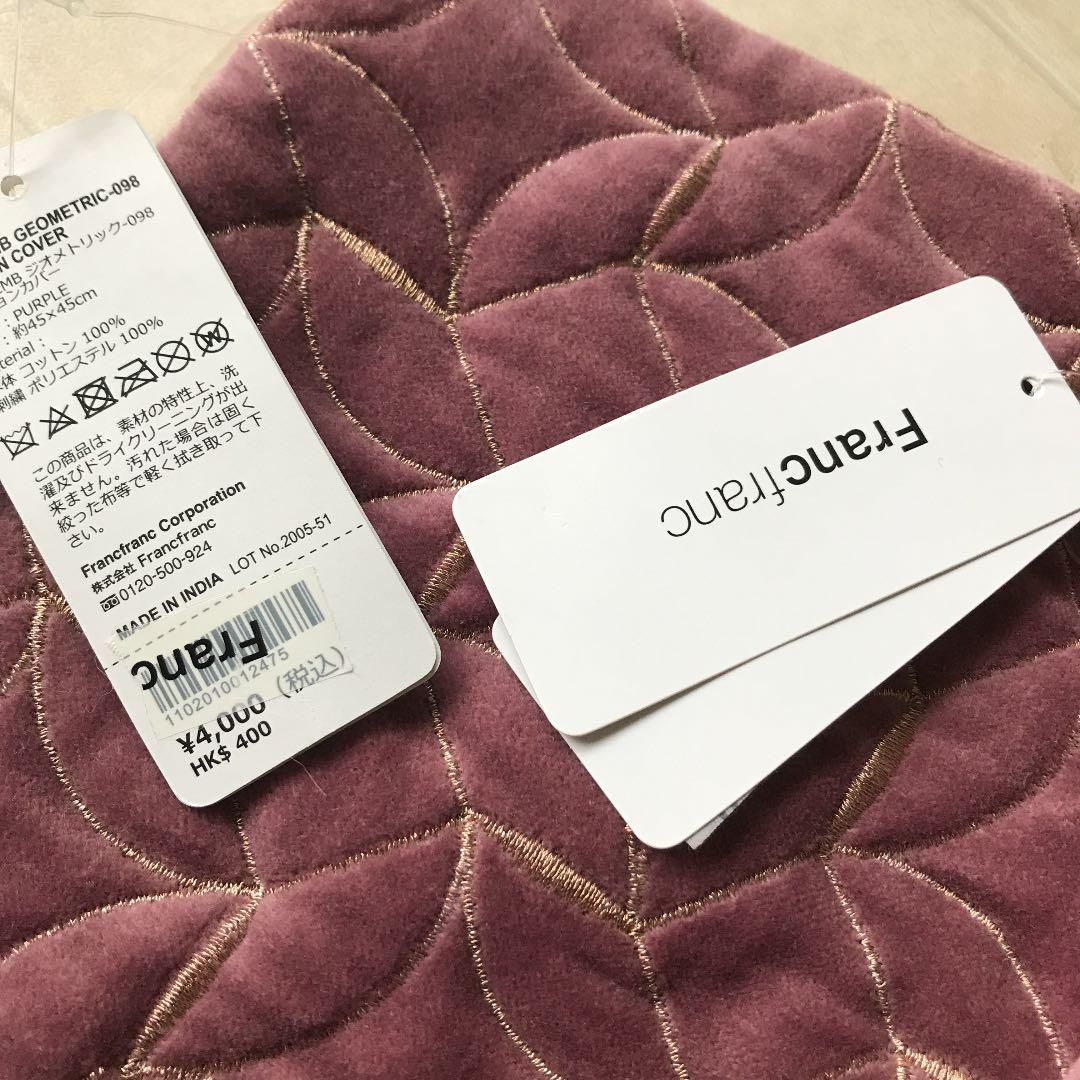 GEOMETRIC-098
COVER
ジオメトリック-098
カバー
: PURPLE
: 約45×45cm
コットン 100%
刺繍 ポリエステル 100%
この商品は、素材の特性上、洗
濯及びドライクリーニングが出
来ません。汚れた場合は固く
絞った布等で軽く拭き取って下
さい。
Francfranc Corporation
株式会社 Francfranc
0120-500-924
MADE IN INDIA LOT No.2005-51
Franc
1102010012475
¥4,000 (税込)
HK$ 400
Francfranc